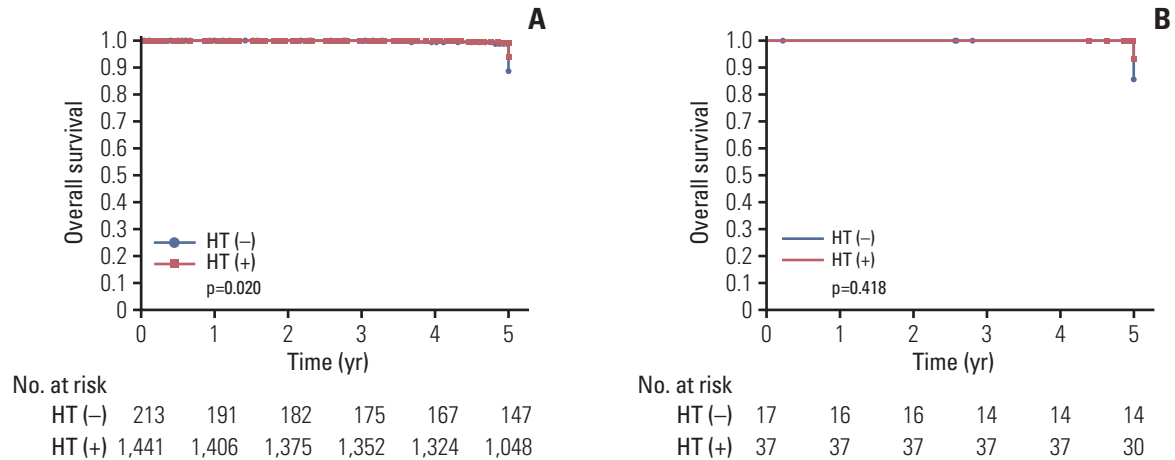 A
Overall survival
1.0
0.9
0.8
0.7
0.6
0.5
0.4
0.3
0.2
0.1
0
HT (–)
HT (+)
p=0.020
0 1 2 3 4 5
Time (yr)
No. at risk
HT (–) 213 191 182 175 167 147
HT (+) 1,441 1,406 1,375 1,352 1,324 1,048
B
Overall survival
1.0
0.9
0.8
0.7
0.6
0.5
0.4
0.3
0.2
0.1
0
HT (–)
HT (+)
p=0.418
0 1 2 3 4 5
Time (yr)
No. at risk
HT (–) 17 16 16 14 14 14
HT (+) 37 37 37 37 37 30